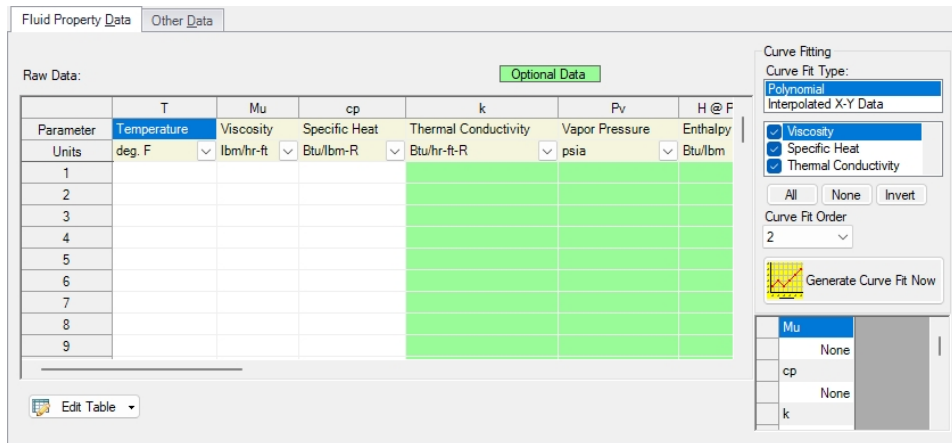 Fluid Property Data Other Data
Raw Data:
Optional Data
T Mu cp k Pv H @ P
Parameter Temperature Viscosity Specific Heat Thermal Conductivity Vapor Pressure Enthalpy
Units deg. F lbm/hr-ft Btu/lbm-R Btu/hr-ft-R psia Btu/lbm
1
2
3
4
5
6
7
8
9
Edit Table
Curve Fitting
Curve Fit Type:
Polynomial
Interpolated X-Y Data
Viscosity
Specific Heat
Thermal Conductivity
All None Invert
Curve Fit Order
2
Generate Curve Fit Now
Mu
None
cp
None
k